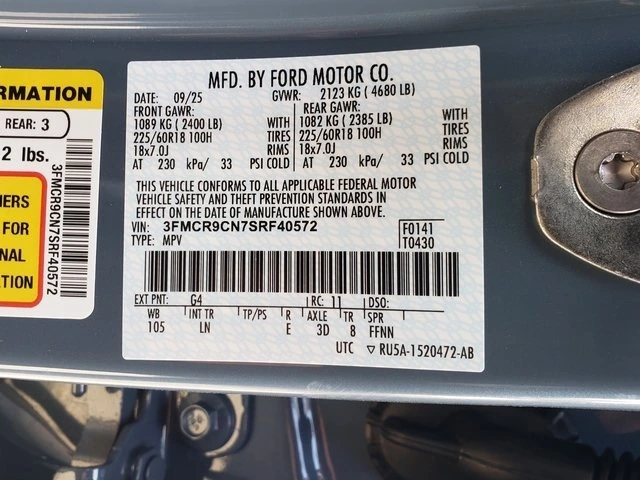 MFD. BY FORD MOTOR CO.
DATE: 09/25 GVWR: 2123 KG ( 4680 LB)
FRONT GAWR: REAR GAWR:
1089 KG ( 2400 LB) WITH 1082 KG ( 2385 LB) WITH
225/60R18 100H TIRES 225/60R18 100H TIRES
18x7.0J RIMS 18x7.0J RIMS
AT 230 kPa/ 33 PSI COLD AT 230 kPa/ 33 PSI COLD
THIS VEHICLE CONFORMS TO ALL APPLICABLE FEDERAL MOTOR
VEHICLE SAFETY AND THEFT PREVENTION STANDARDS IN
EFFECT ON THE DATE OF MANUFACTURE SHOWN ABOVE.
VIN: 3FMCR9CN7SRF40572 F0141
TYPE: MPV T0430
EXT PNT: G4 RC: 11 DSO:
WB INT TR TP/PS R AXLE TR SPR
105 LN E 3D 8 FFNN
UTC ▽ RU5A-1520472-AB
RMATION
REAR: 3
2 lbs.
NERS
FOR
NAL
ATION
3FMCR9CN7SRF40572